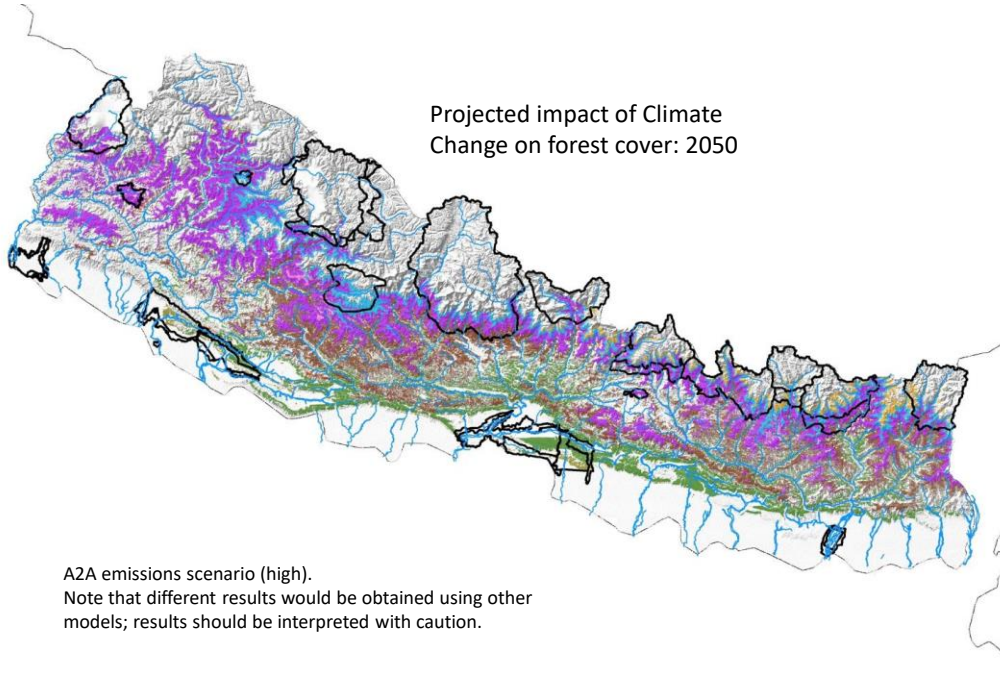 Projected impact of Climate
Change on forest cover: 2050
A2A emissions scenario (high).
Note that different results would be obtained using other
models; results should be interpreted with caution.